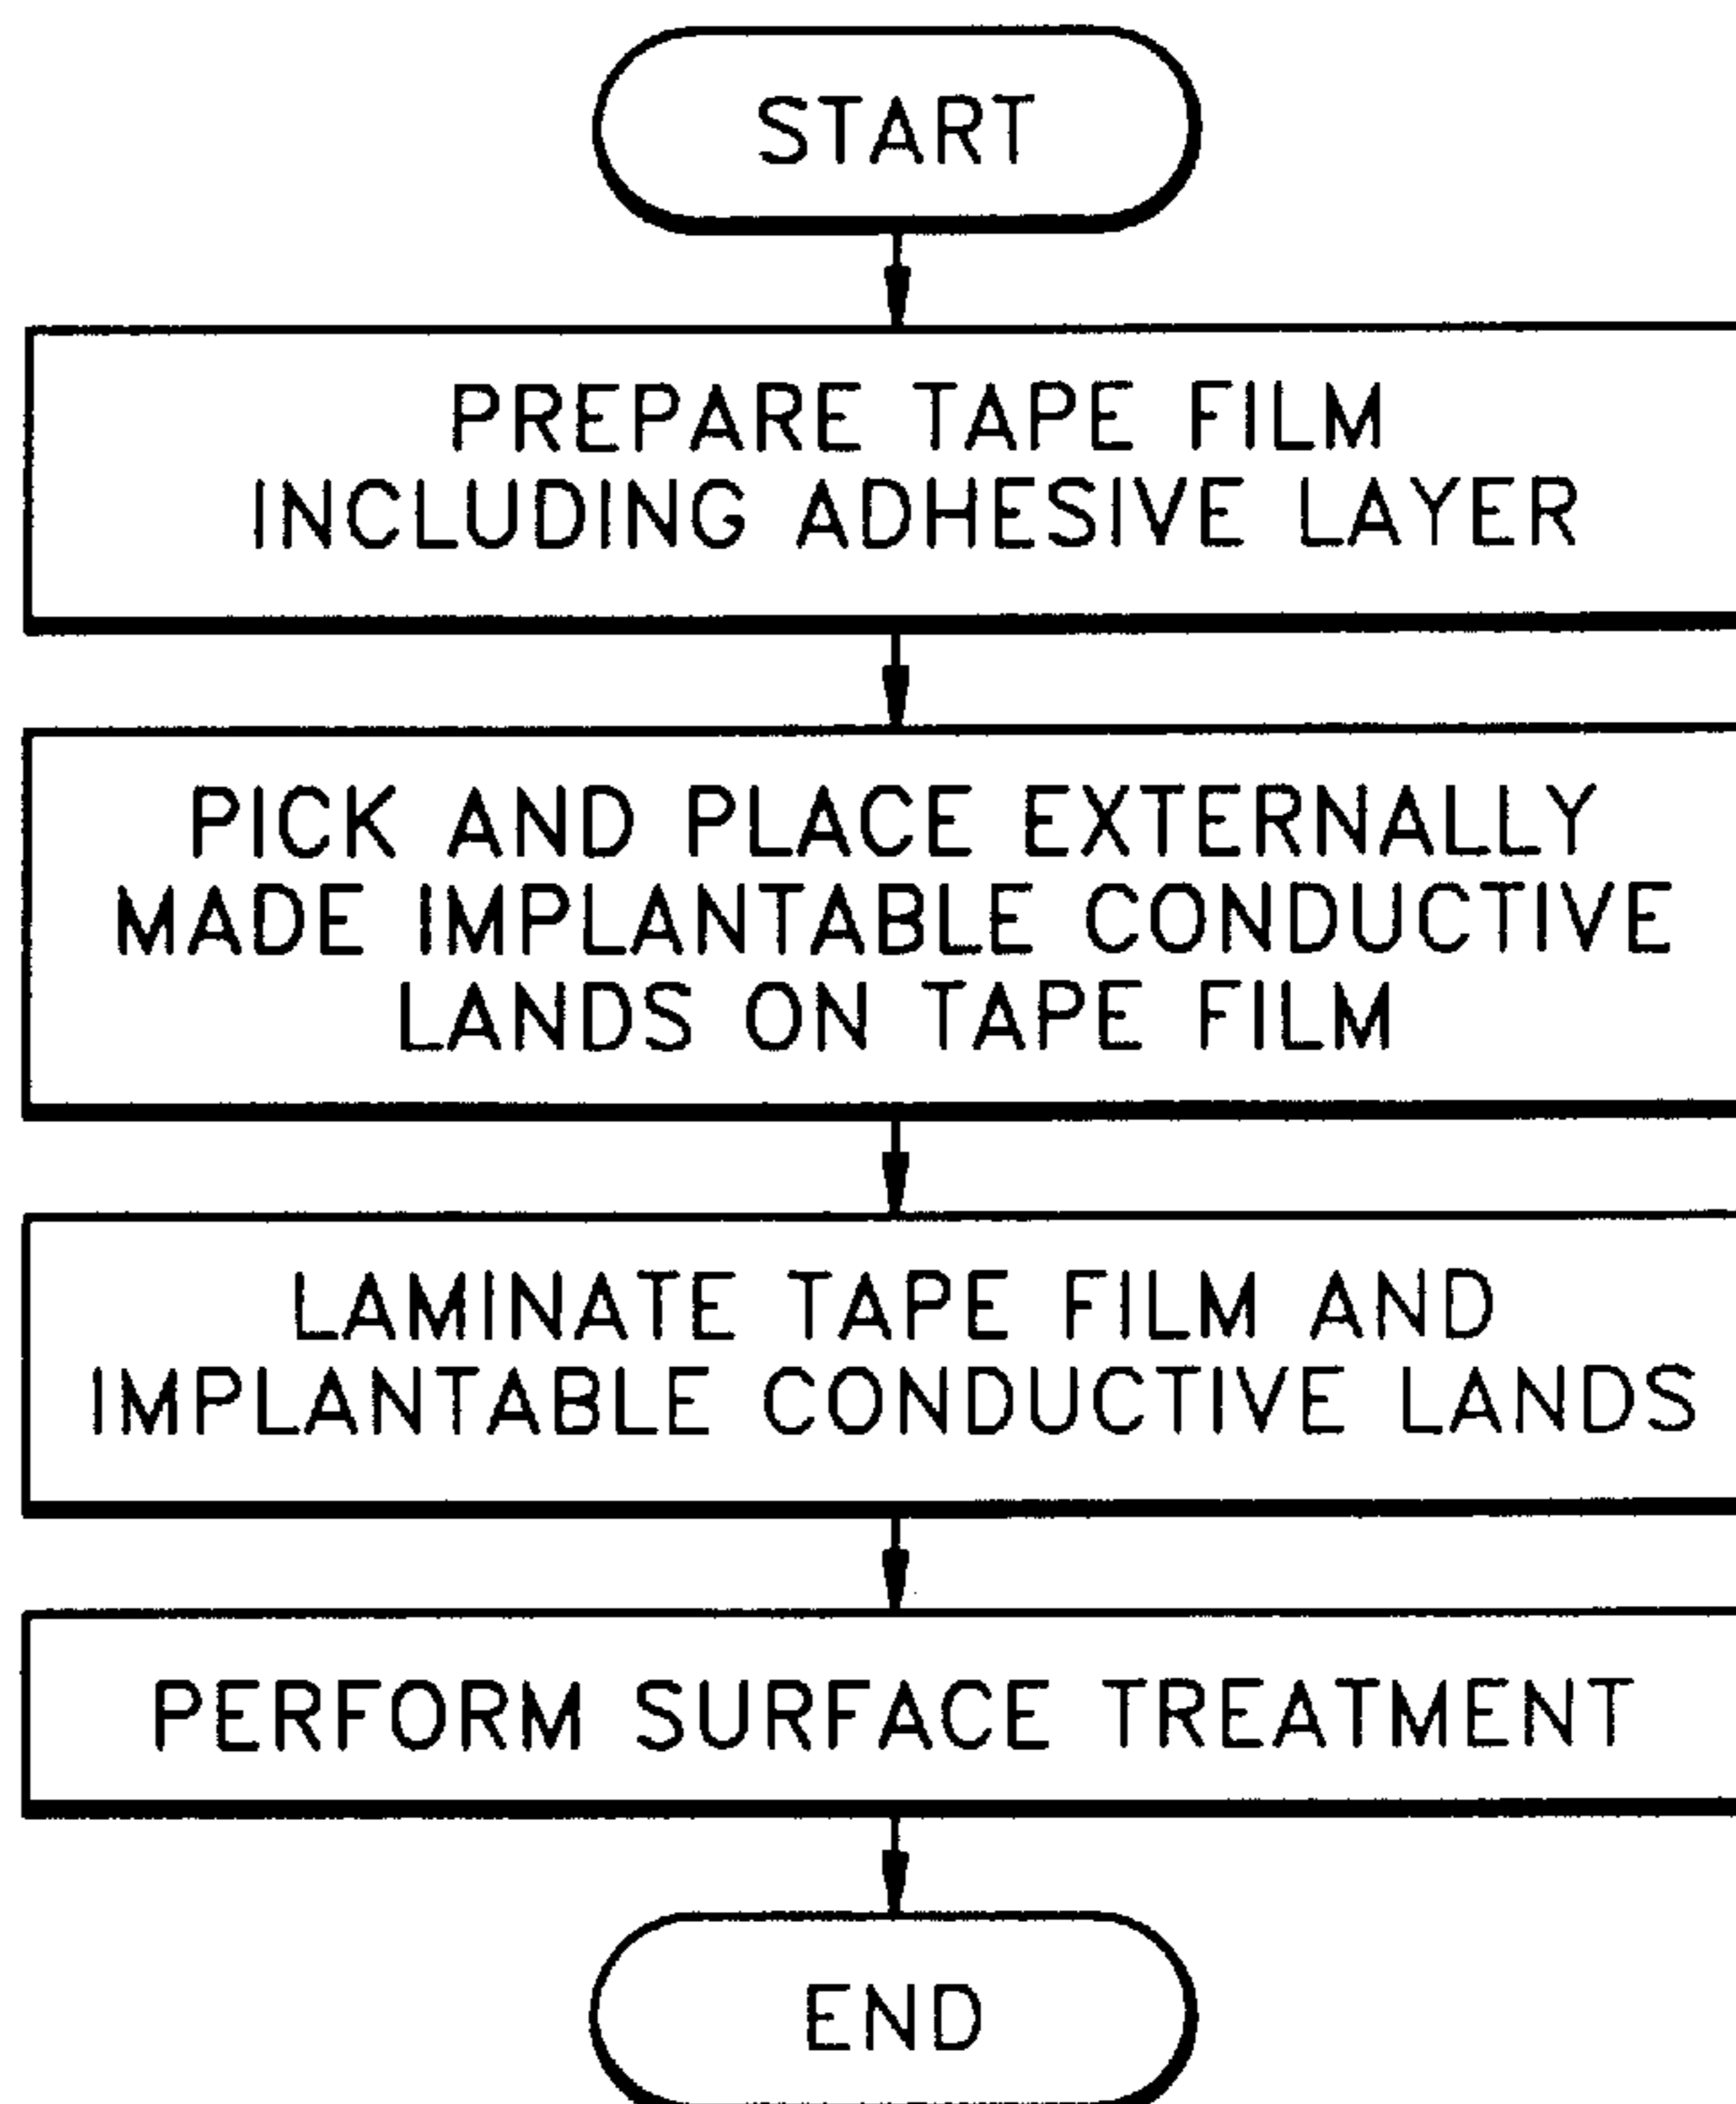 START
PREPARE TAPE FILM
INCLUDING ADHESIVE LAYER
PICK AND PLACE EXTERNALLY
MADE IMPLANTABLE CONDUCTIVE
LANDS ON TAPE FILM
LAMINATE TAPE FILM AND
IMPLANTABLE CONDUCTIVE LANDS
PERFORM SURFACE TREATMENT
END